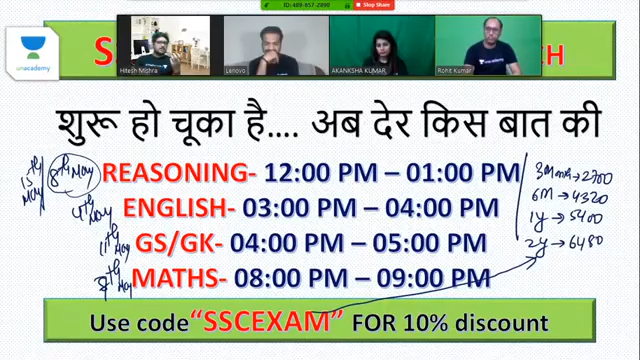 ID: 489-657-2890 Stop Share
unacademy
Hitesh Mishra
Lenovo
AKANKSHA KUMAR
Rohit Kumar
शुरू हो चूका है.... अब देर किस बात की
15th May
8th May
REASONING- 12:00 PM – 01:00 PM
4th May
ENGLISH- 03:00 PM – 04:00 PM
11th May
GS/GK- 04:00 PM – 05:00 PM
MATHS- 08:00 PM – 09:00 PM
3 Month → 2700
6M → 4320
1y → 5400
2y → 6480
Use code “SSCEXAM” FOR 10% discount